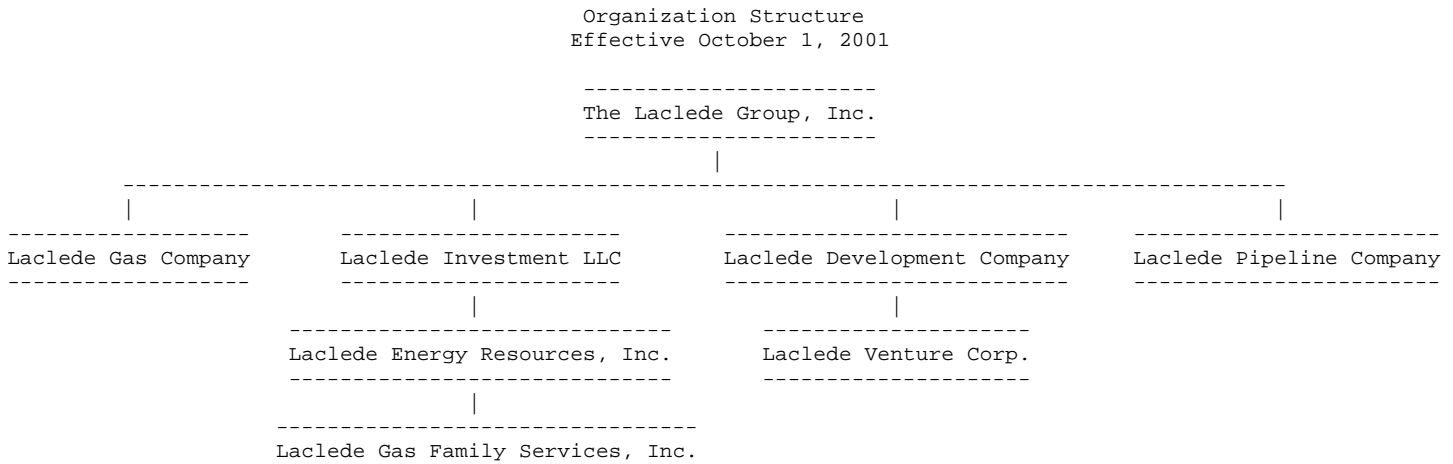 Organization Structure
Effective October 1, 2001
The Laclede Group, Inc.
Laclede Gas Company Laclede Investment LLC Laclede Development Company Laclede Pipeline Company
Laclede Energy Resources, Inc. Laclede Venture Corp.
Laclede Gas Family Services, Inc.